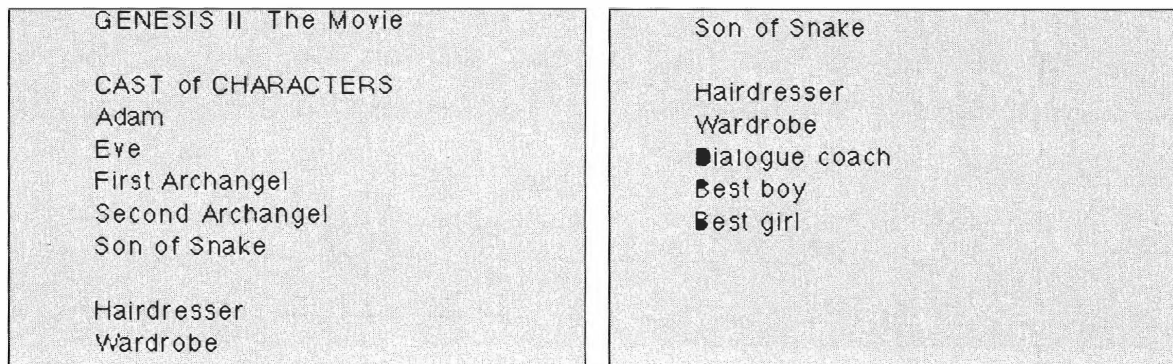 GENESIS II The Movie
CAST of CHARACTERS
Adam
Eve
First Archangel
Second Archangel
Son of Snake
Hairdresser
Wardrobe
Son of Snake
Hairdresser
Wardrobe
Dialogue coach
Best boy
Best girl